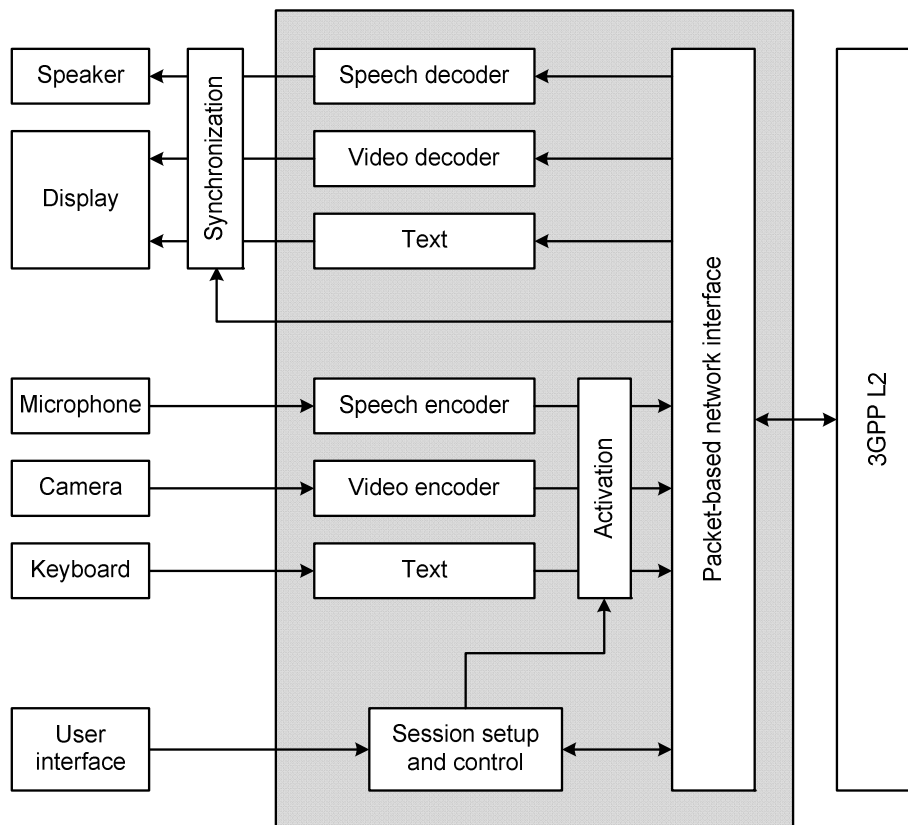 Speaker
Display
Synchronization
Speech decoder
Video decoder
Text
Microphone
Camera
Keyboard
Speech encoder
Video encoder
Text
Activation
User
interface
Session setup
and control
Packet-based network interface
3GPP L2